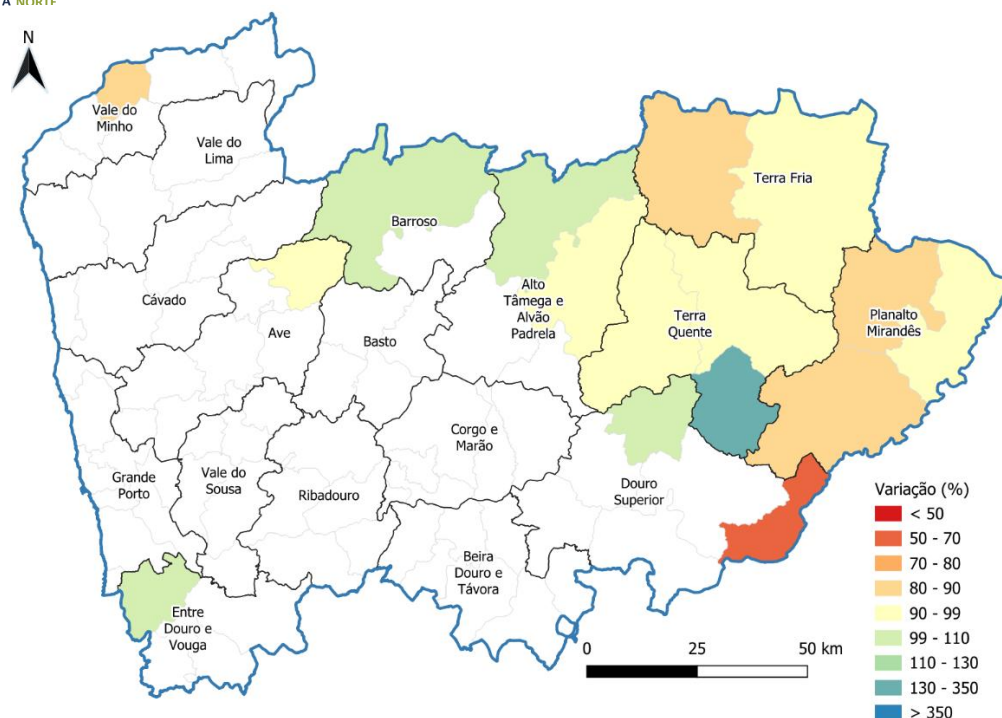 A NORTE
N
Vale do
Minho
Vale do
Lima
Terra Fria
Barroso
Cávado
Alto
Tâmega e
Alvão
Padrela
Terra
Quente
Planalto
Mirandês
Ave
Basto
Corgo e
Marão
Grande
Porto
Vale do
Sousa
Ribadouro
Douro
Superior
Beira
Douro e
Távora
Entre
Douro e
Vouga
0 25 50 km
Variação (%)
< 50
50 - 70
70 - 80
80 - 90
90 - 99
99 - 110
110 - 130
130 - 350
> 350